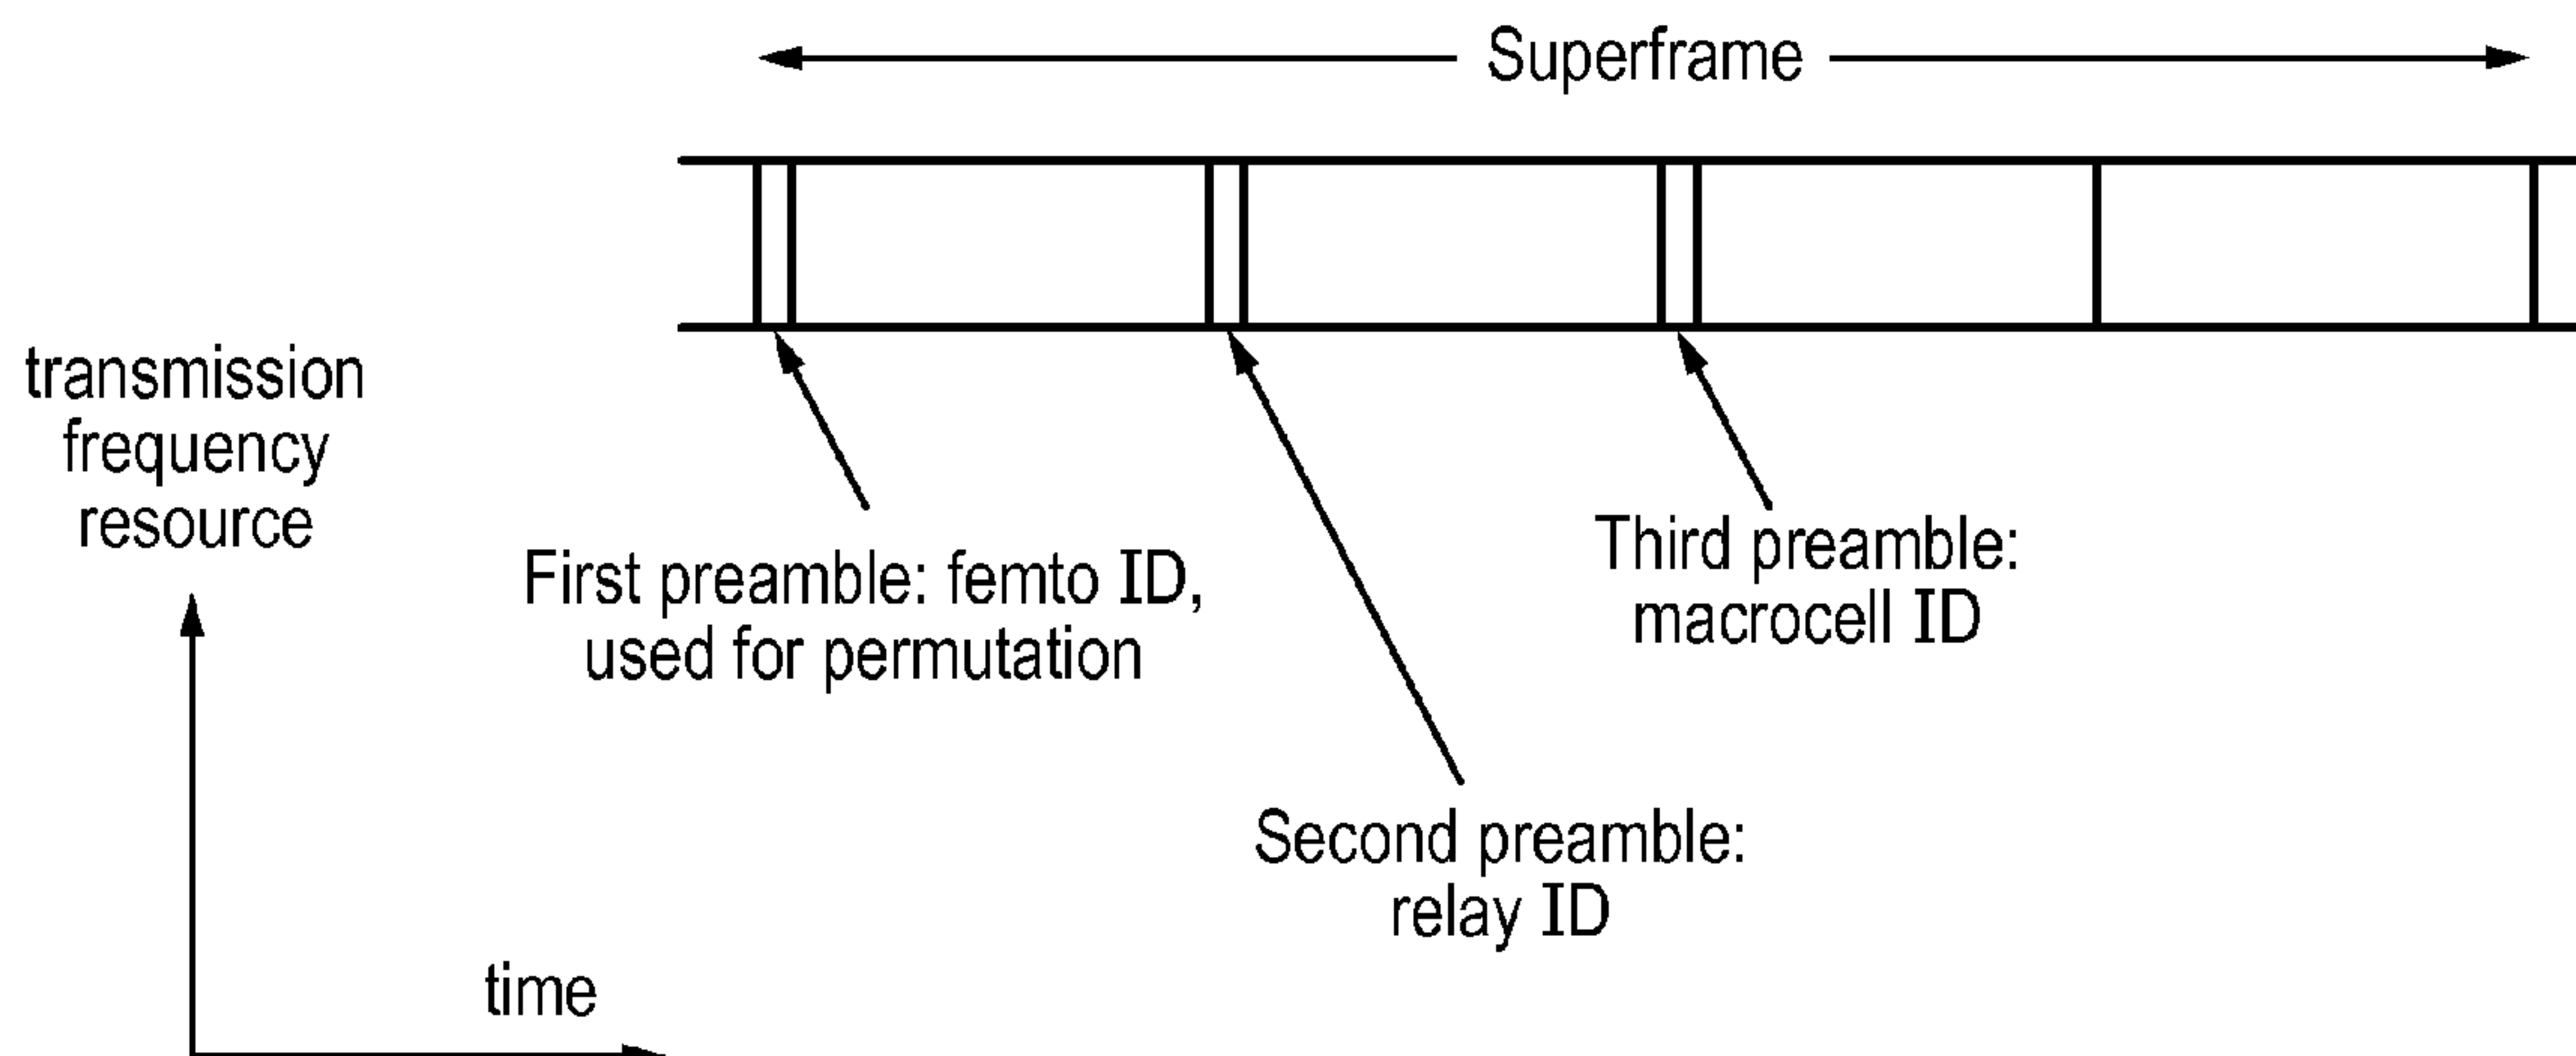 Superframe
transmission
frequency
resource
First preamble: femto ID,
used for permutation
Third preamble:
macrocell ID
Second preamble:
relay ID
time